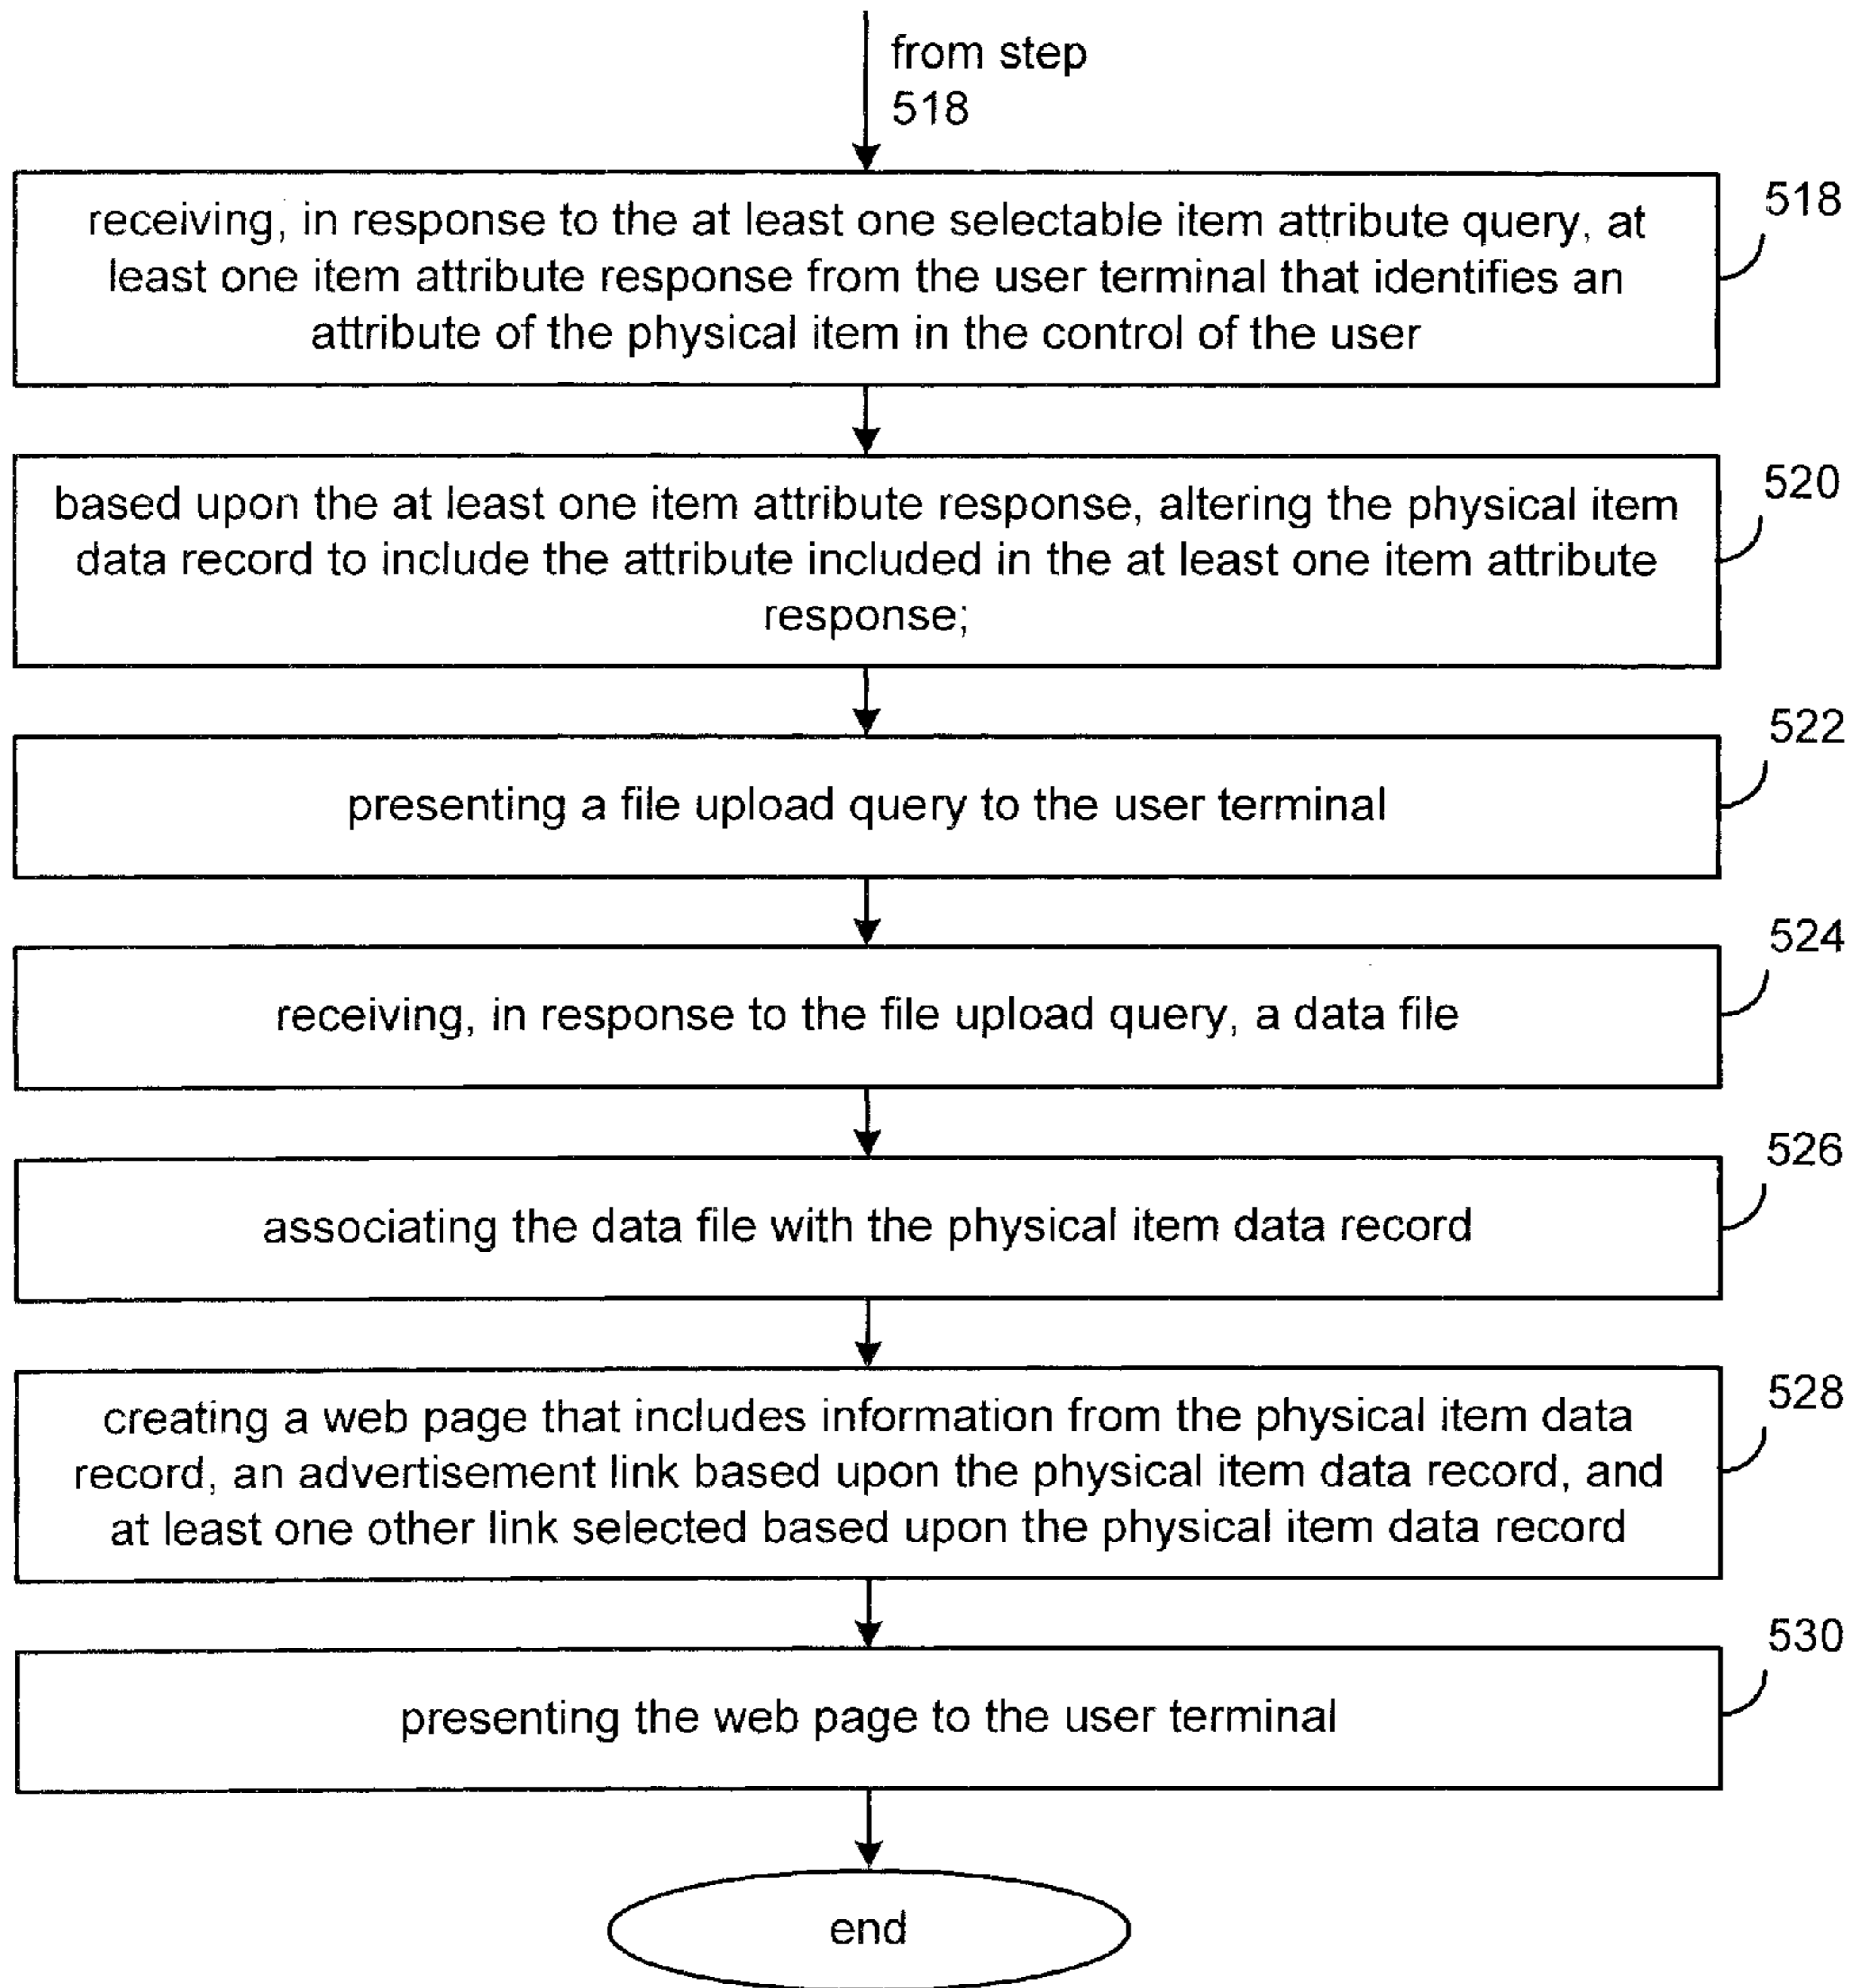 from step
518
receiving, in response to the at least one selectable item attribute query, at
518
least one item attribute response from the user terminal that identifies an
attribute of the physical item in the control of the user
based upon the at least one item attribute response, altering the physical item
520
data record to include the attribute included in the at least one item attribute
response;
522
presenting a file upload query to the user terminal
524
receiving, in response to the file upload query, a data file
526
associating the data file with the physical item data record
528
creating a web page that includes information from the physical item data
record, an advertisement link based upon the physical item data record, and
at least one other link selected based upon the physical item data record
530
presenting the web page to the user terminal
end